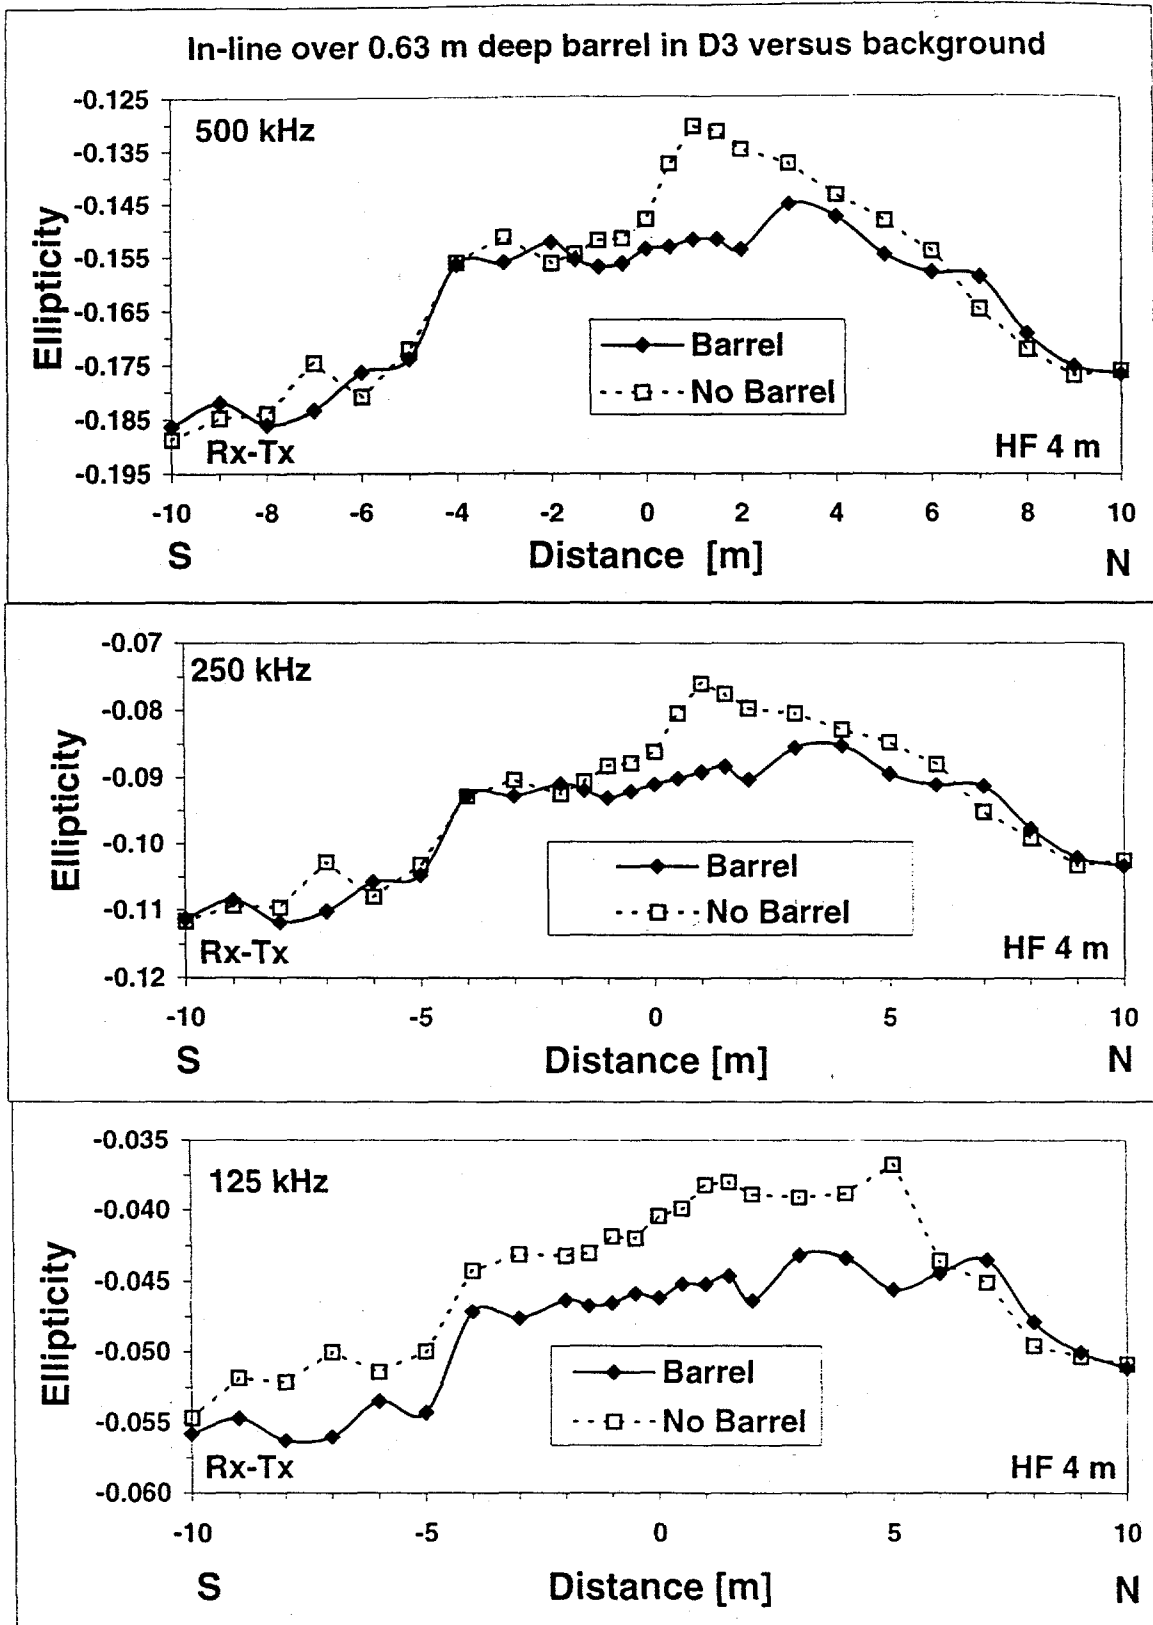 In-line over 0.63 m deep barrel in D3 versus background
-0.125
500 kHz
-0.135
-0.145
-0.155
-0.165
-0.175
-0.185
-0.195
Ellipticity
Barrel
No Barrel
Rx-Tx
HF 4 m
-10 -8 -6 -4 -2 0 2 4 6 8 10
S Distance [m] N
-0.07
250 kHz
-0.08
-0.09
-0.10
-0.11
-0.12
Ellipticity
Barrel
No Barrel
Rx-Tx
HF 4 m
-10 -5 0 5 10
S Distance [m] N
-0.035
125 kHz
-0.040
-0.045
-0.050
-0.055
-0.060
Ellipticity
Barrel
No Barrel
Rx-Tx
HF 4 m
-10 -5 0 5 10
S Distance [m] N